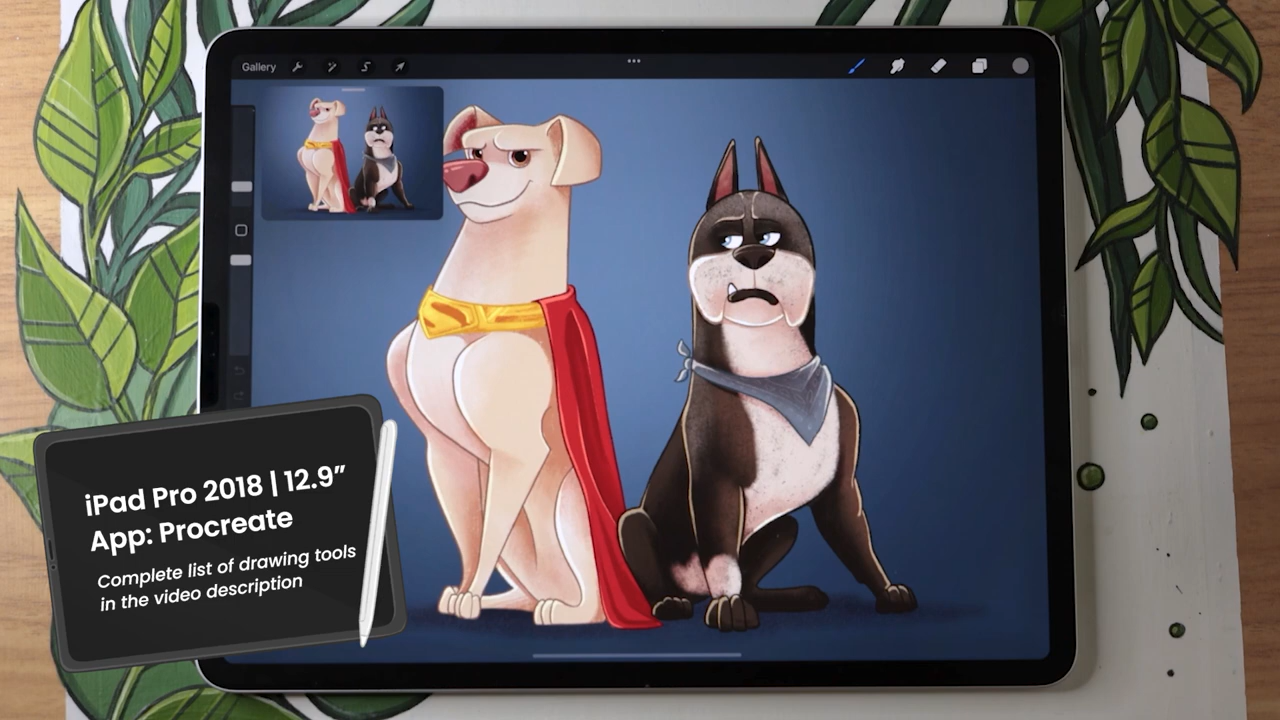 Gallery
iPad Pro 2018 | 12.9”
App: Procreate
Complete list of drawing tools
in the video description